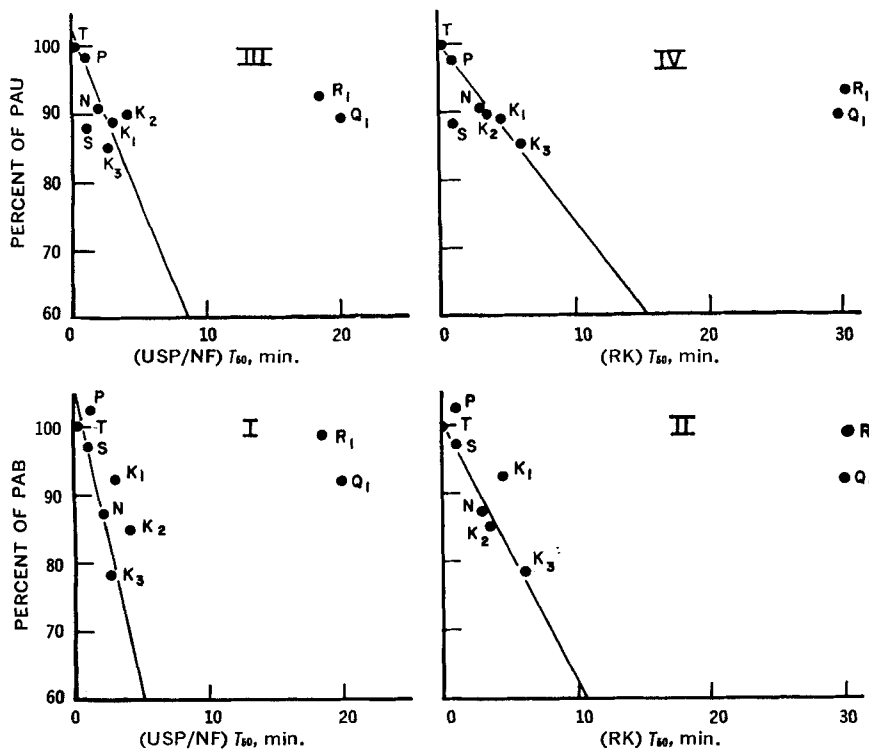 T
P
III
IV
100
N
K2
R1
90
S
K1
Q1
K3
80
70
60
PERCENT OF PAU
0
10
20
(USP/NF) T50, min.
T
P
N
K1
K2
S
K3
R1
Q1
0
10
20
30
(RK) T50, min.
P
I
100
T
S
R1
K1
90
N
Q1
K2
80
K3
70
60
PERCENT OF PAB
0
10
20
(USP/NF) T50, min.
P
T
II
R
S
K1
Q
N
K2
K3
0
10
20
30
(RK) T50, min.